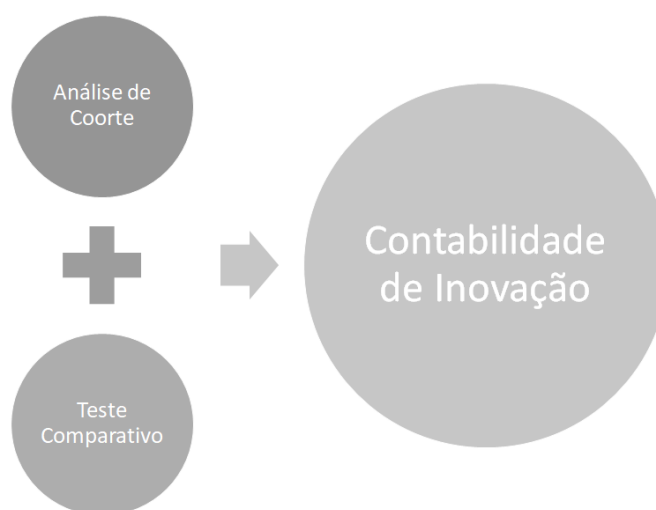 Análise de
Coorte
Teste
Comparativo
Contabilidade
de Inovação